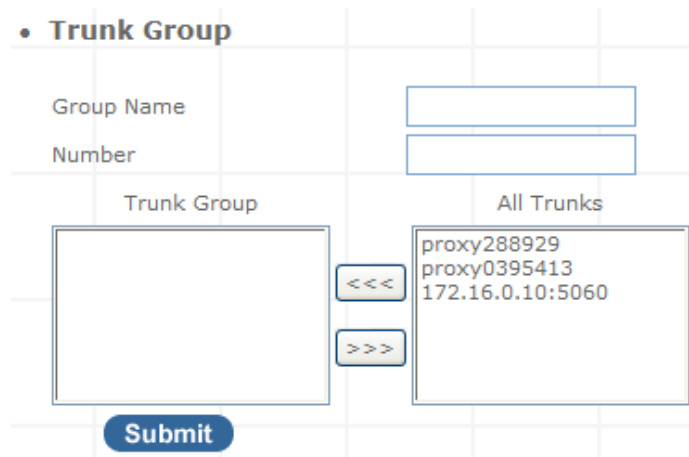 • Trunk Group
Group Name
Number
Trunk Group
All Trunks
proxy288929
proxy0395413
172.16.0.10:5060
<<<
>>>
Submit